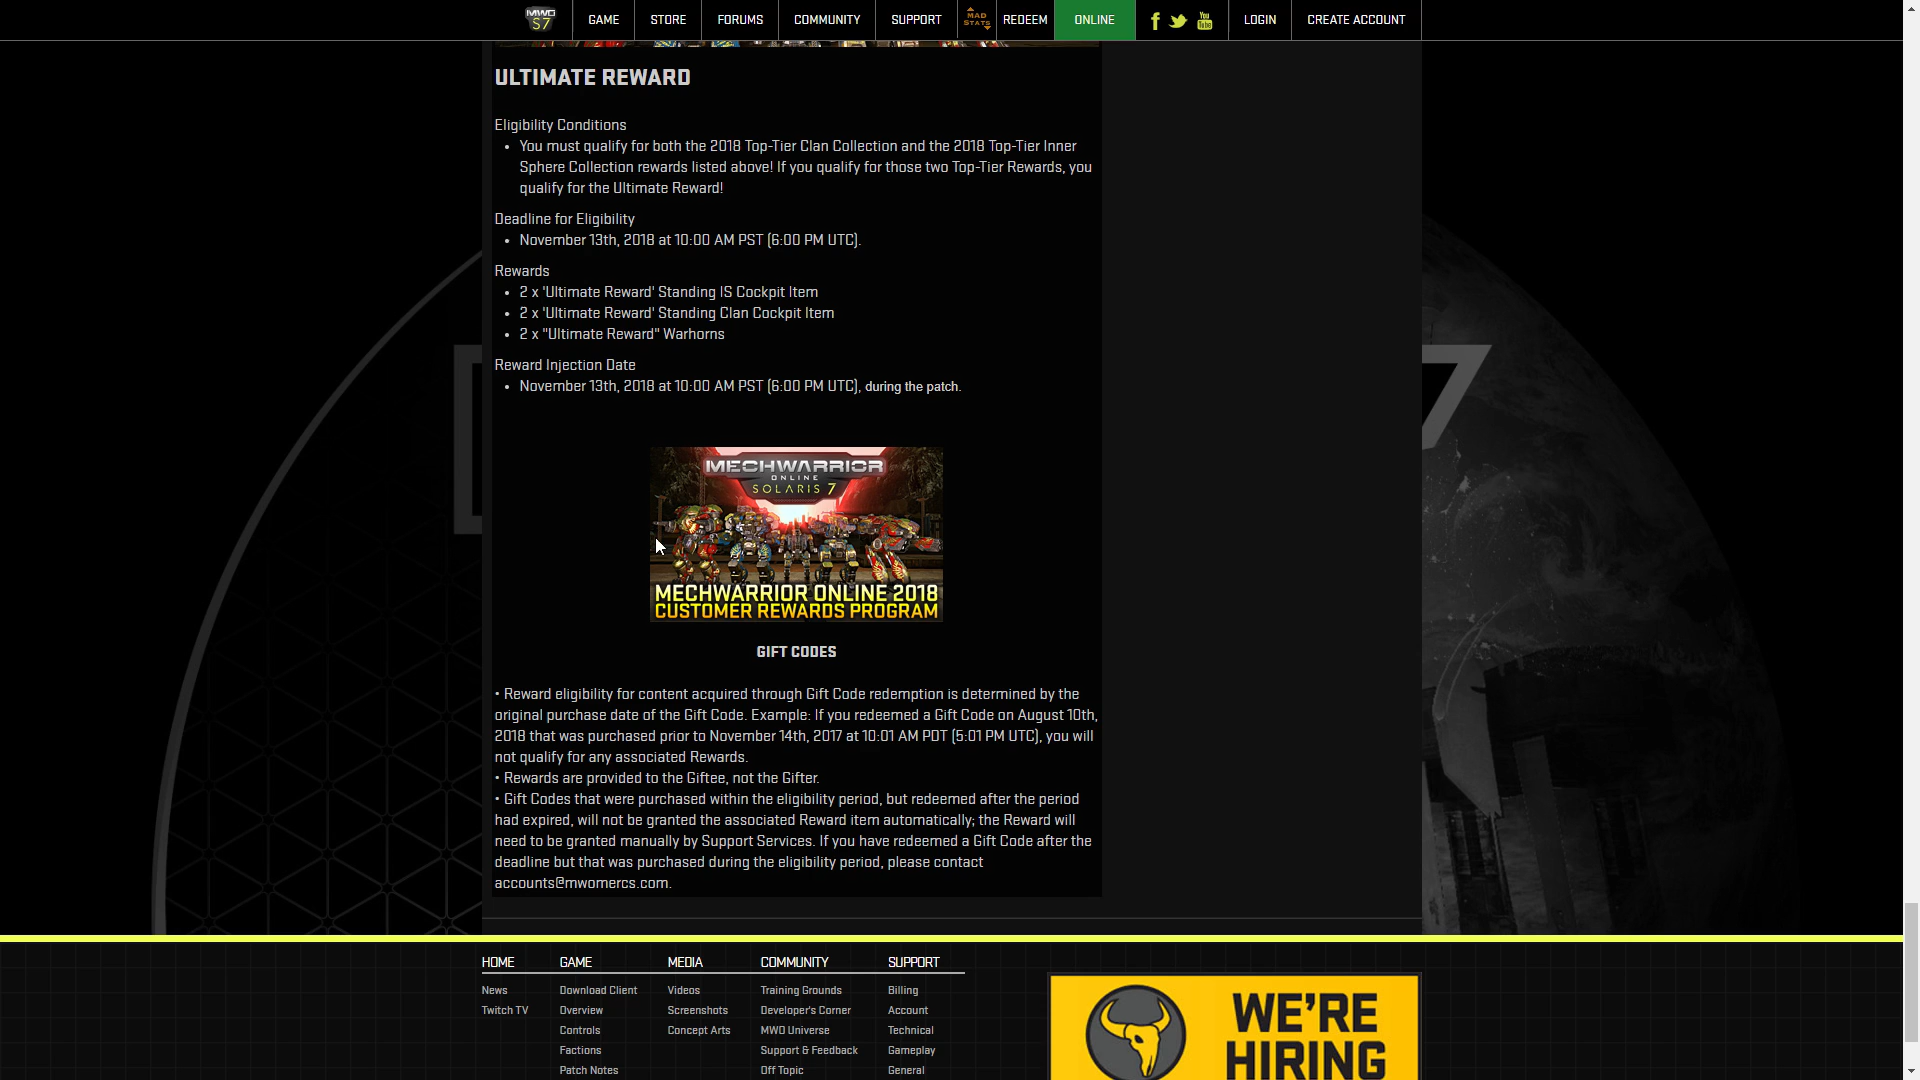 MWO
S7
GAME
STORE
FORUMS
COMMUNITY
SUPPORT
MAD
STATS
REDEEM
ONLINE
You
Tube
LOGIN
CREATE ACCOUNT
ULTIMATE REWARD
Eligibility Conditions
• You must qualify for both the 2018 Top-Tier Clan Collection and the 2018 Top-Tier Inner
Sphere Collection rewards listed above! If you qualify for those two Top-Tier Rewards, you
qualify for the Ultimate Reward!
Deadline for Eligibility
• November 13th, 2018 at 10:00 AM PST (6:00 PM UTC).
Rewards
• 2 x 'Ultimate Reward' Standing IS Cockpit Item
• 2 x 'Ultimate Reward' Standing Clan Cockpit Item
• 2 x "Ultimate Reward" Warhorns
Reward Injection Date
• November 13th, 2018 at 10:00 AM PST (6:00 PM UTC), during the patch.
MECHWARRIOR
ONLINE
SOLARIS 7
MECHWARRIOR ONLINE 2018
CUSTOMER REWARDS PROGRAM
GIFT CODES
• Reward eligibility for content acquired through Gift Code redemption is determined by the
original purchase date of the Gift Code. Example: If you redeemed a Gift Code on August 10th,
2018 that was purchased prior to November 14th, 2017 at 10:01 AM PDT (5:01 PM UTC), you will
not qualify for any associated Rewards.
• Rewards are provided to the Giftee, not the Gifter.
• Gift Codes that were purchased within the eligibility period, but redeemed after the period
had expired, will not be granted the associated Reward item automatically; the Reward will
need to be granted manually by Support Services. If you have redeemed a Gift Code after the
deadline but that was purchased during the eligibility period, please contact
accounts@mwomercs.com.
HOME
News
Twitch TV
GAME
Download Client
Overview
Controls
Factions
Patch Notes
MEDIA
Videos
Screenshots
Concept Arts
COMMUNITY
Training Grounds
Developer's Corner
MWO Universe
Support & Feedback
Off Topic
SUPPORT
Billing
Account
Technical
Gameplay
General
WE'RE
HIRING